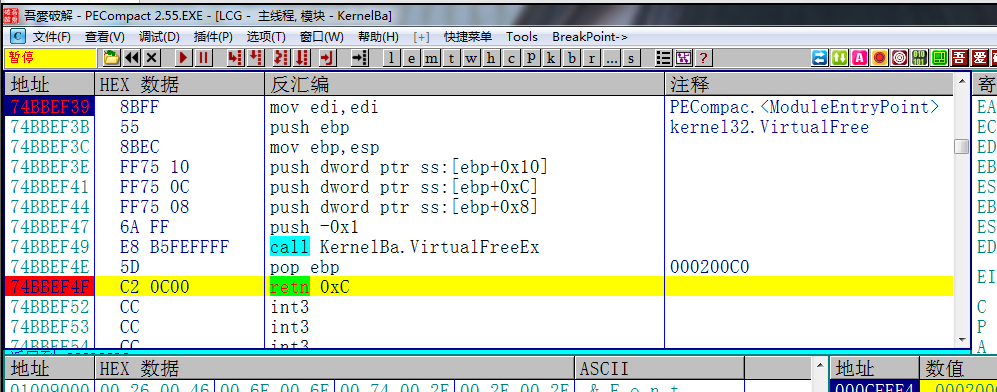 吾愛破解 - PECompact 2.55.EXE - [LCG - 主线程, 模块 - KernelBa]
C 文件(F) 查看(V) 调试(D) 插件(P) 选项(T) 窗口(W) 帮助(H) [+] 快捷菜单 Tools BreakPoint->
暂停 l e m t w h c p k b r ... s ? A 吾 爱
地址 HEX 数据 反汇编 注释 寄
74BBEF39 8BFF mov edi,edi PECompac.<ModuleEntryPoint> EA
74BBEF3B 55 push ebp kernel32.VirtualFree EC
74BBEF3C 8BEC mov ebp,esp ED
74BBEF3E FF75 10 push dword ptr ss:[ebp+0x10] EB
74BBEF41 FF75 0C push dword ptr ss:[ebp+0xC] ES
74BBEF44 FF75 08 push dword ptr ss:[ebp+0x8] EB
74BBEF47 6A FF push -0x1 ES
74BBEF49 E8 B5FEFFFF call KernelBa.VirtualFreeEx ED
74BBEF4E 5D pop ebp 000200C0
74BBEF4F C2 0C00 retn 0xC EI
74BBEF52 CC int3 C
74BBEF53 CC int3 P
74BBEF54 CC int3 A
地址 HEX 数据 ASCII 地址 数值
01009000 00 26 00 46 00 6F 00 6E 00 74 00 2E 00 2E 00 2E .&.F.o.n.t...